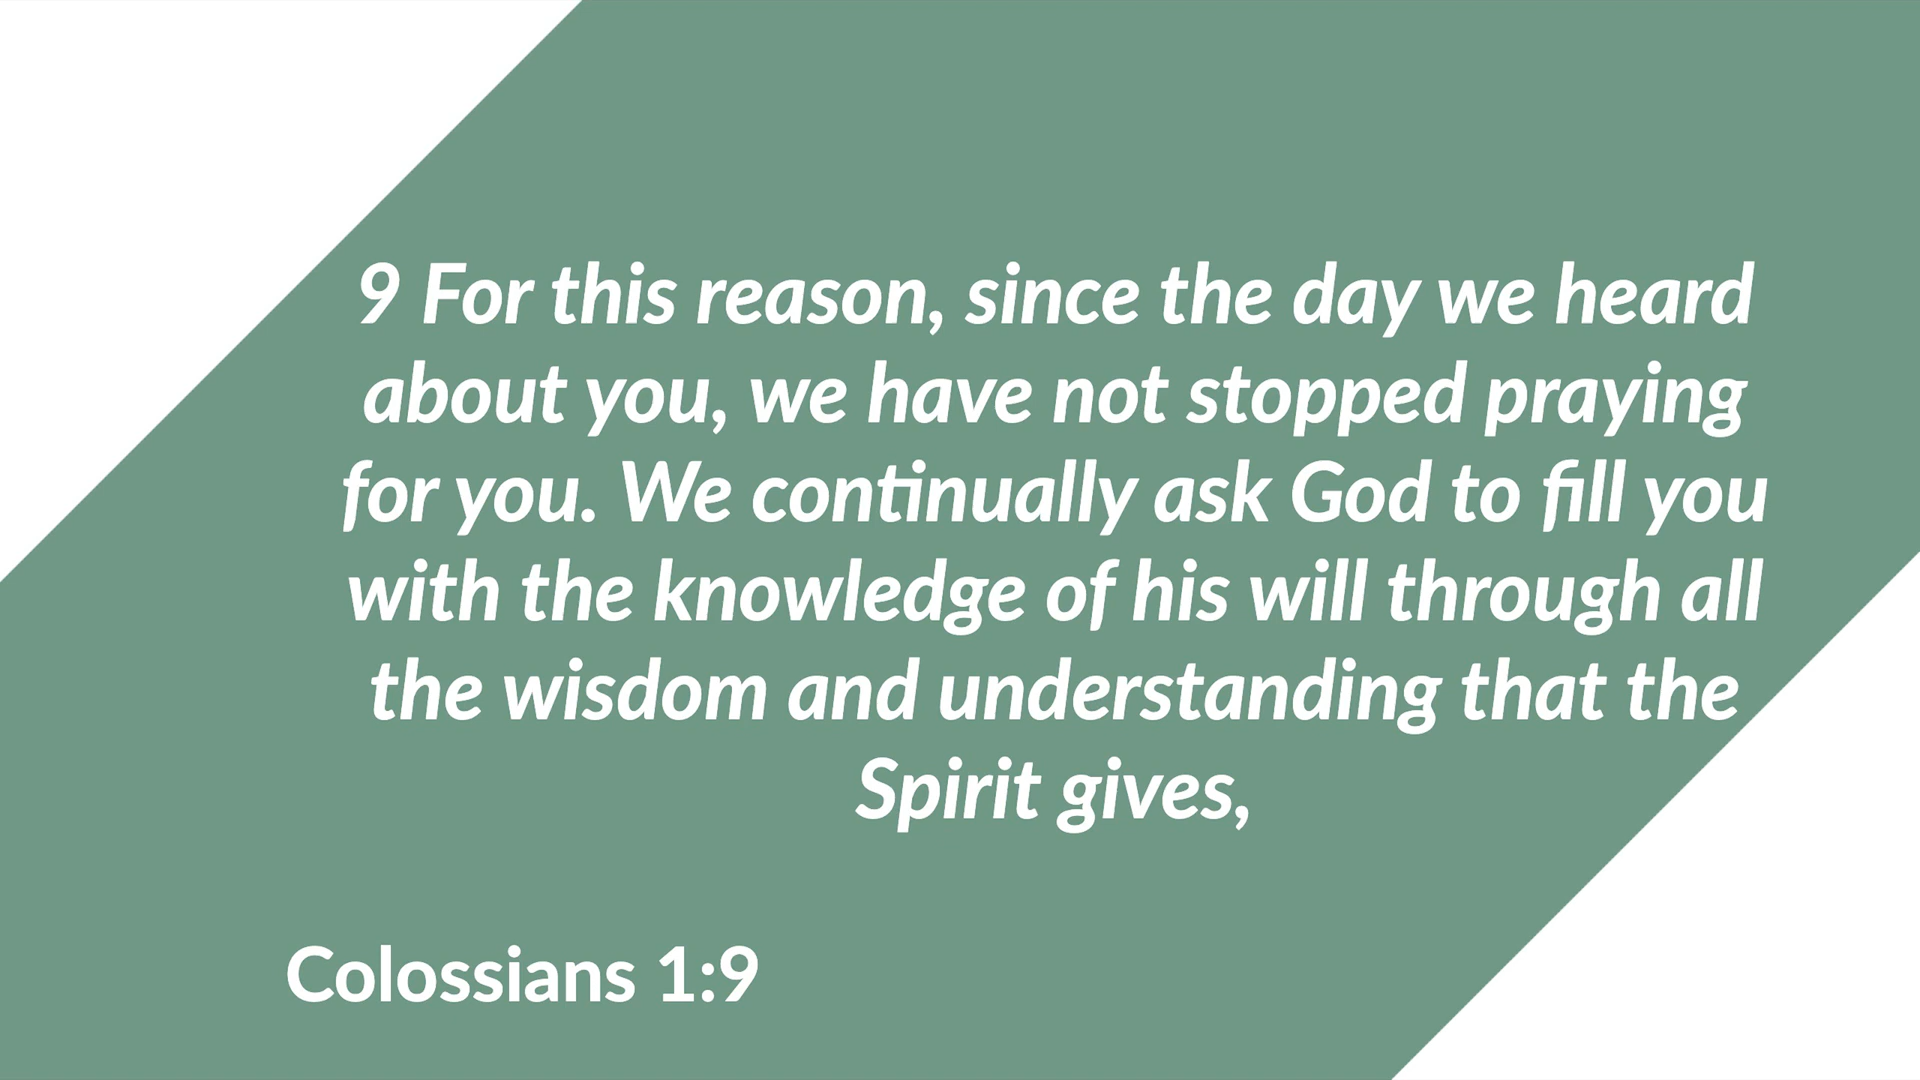 9 For this reason, since the day we heard
about you, we have not stopped praying
for you. We continually ask God to fill you
with the knowledge of his will through all
the wisdom and understanding that the
Spirit gives,
Colossians 1:9